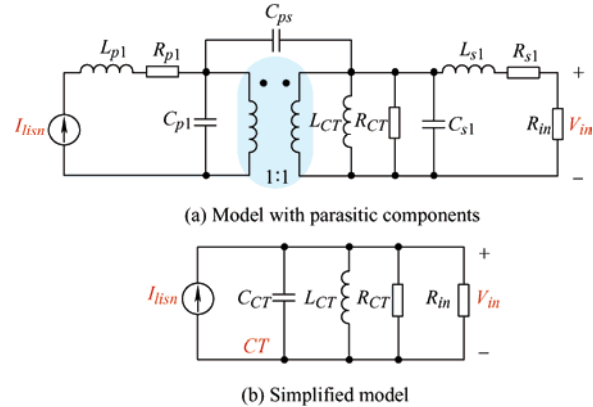 Cps
Lp1 Rp1 Ls1 Rs1
Ilisn Cp1 LCT RCT Cs1 Rin Vin
+
−
1:1
(a) Model with parasitic components
Ilisn CCT LCT RCT Rin Vin
+
−
CT
(b) Simplified model